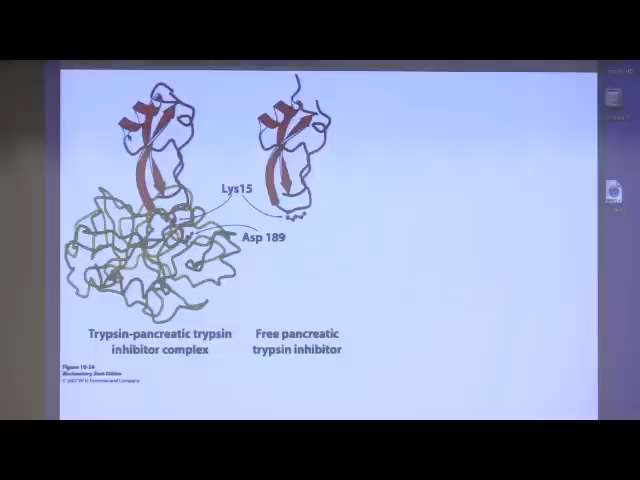 Lys15
Asp 189
Trypsin-pancreatic trypsin
inhibitor complex
Free pancreatic
trypsin inhibitor
Figure 10-24
Biochemistry, Sixth Edition
© 2007 W.H. Freeman and Company